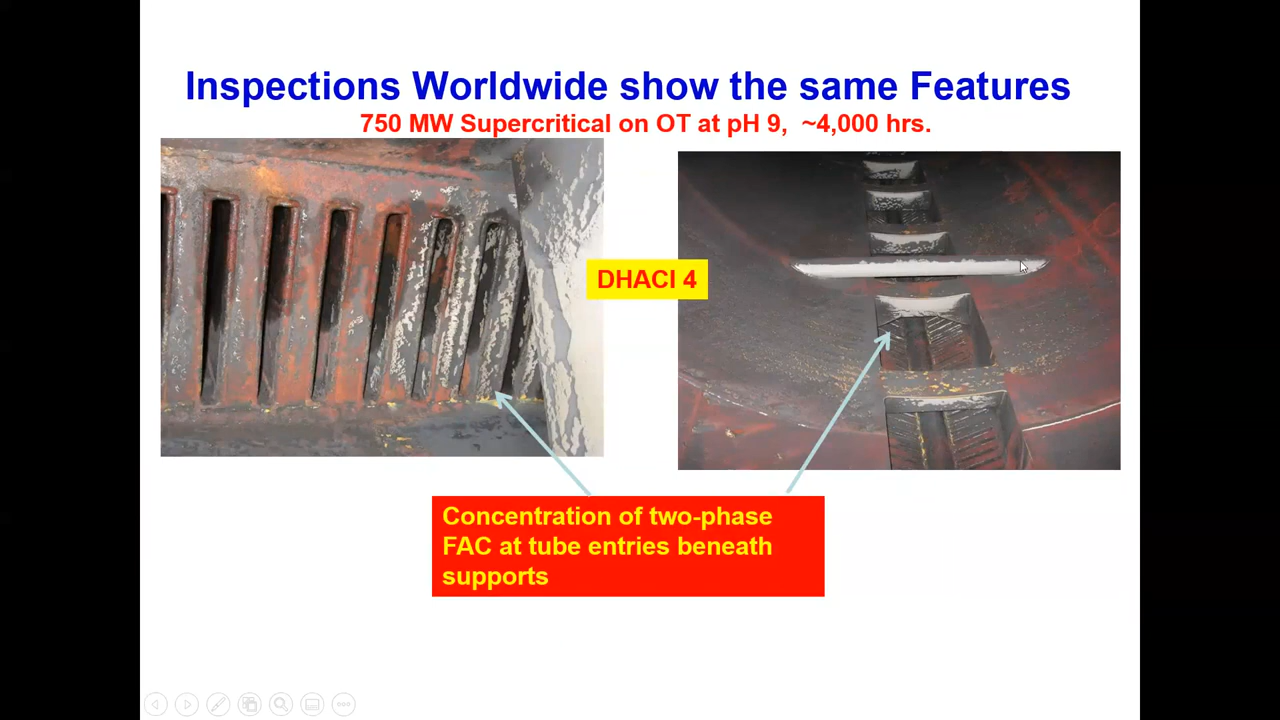 Inspections Worldwide show the same Features
750 MW Supercritical on OT at pH 9, ~4,000 hrs.
DHACI 4
Concentration of two-phase
FAC at tube entries beneath
supports